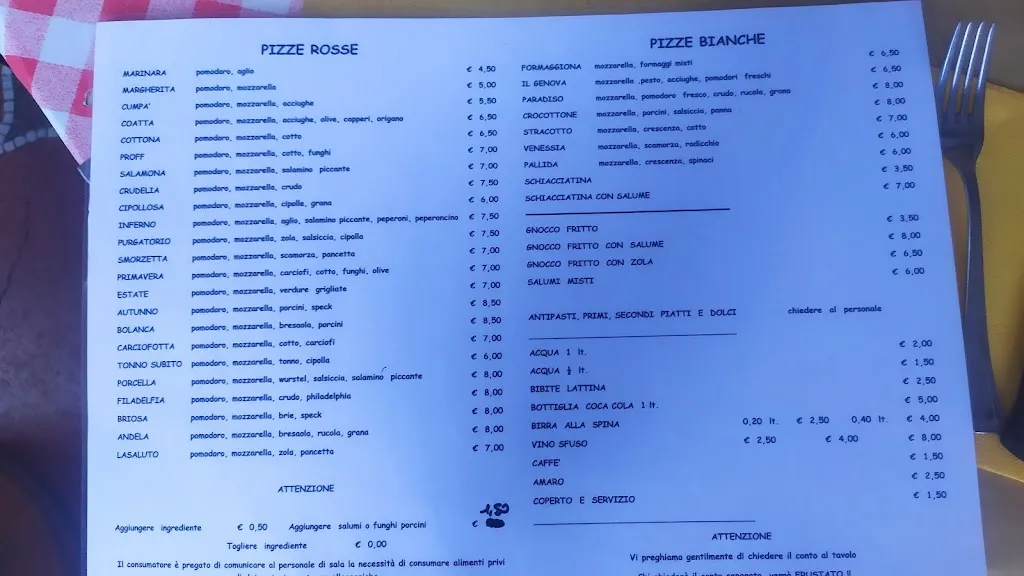 PIZZE ROSSE
MARINARA pomodoro, aglio € 4,50
MARGHERITA pomodoro, mozzarella € 5,00
CUMPA' pomodoro, mozzarella, acciughe € 5,50
COATTA pomodoro, mozzarella, acciughe, olive, capperi, origano € 6,50
COTTONA pomodoro, mozzarella, cotto € 6,50
PROFF pomodoro, mozzarella, cotto, funghi € 7,00
SALAMONA pomodoro, mozzarella, salamino piccante € 7,00
CRUDELIA pomodoro, mozzarella, crudo € 7,50
CIPOLLOSA pomodoro, mozzarella, cipolle, grana € 6,00
INFERNO pomodoro, mozzarella, aglio, salamino piccante, peperoni, peperoncino € 7,50
PURGATORIO pomodoro, mozzarella, zola, salsiccia, cipolla € 7,50
SMORZETTA pomodoro, mozzarella, scamorza, pancetta € 7,00
PRIMAVERA pomodoro, mozzarella, carciofi, cotto, funghi, olive € 7,00
ESTATE pomodoro, mozzarella, verdure grigliate € 7,00
AUTUNNO pomodoro, mozzarella, porcini, speck € 8,50
BOLANCA pomodoro, mozzarella, bresaola, porcini € 8,50
CARCIOFOTTA pomodoro, mozzarella, cotto, carciofi € 7,00
TONNO SUBITO pomodoro, mozzarella, tonno, cipolla € 6,00
PORCELLA pomodoro, mozzarella, wurstel, salsiccia, salamino piccante € 8,00
FILADELFIA pomodoro, mozzarella, crudo, philadelphia € 8,00
BRIOSA pomodoro, mozzarella, brie, speck € 8,00
ANDELA pomodoro, mozzarella, bresaola, rucola, grana € 8,00
LASALUTO pomodoro, mozzarella, zola, pancetta € 7,00
ATTENZIONE
Aggiungere ingrediente € 0,50 Aggiungere salumi o funghi porcini € 1,50
Togliere ingrediente € 0,00
Il consumatore è pregato di comunicare al personale di sala la necessità di consumare alimenti privi
PIZZE BIANCHE
FORMAGGIONA mozzarella, formaggi misti € 6,50
IL GENOVA mozzarella ,pesto, acciughe, pomodori freschi € 6,50
PARADISO mozzarella, pomodoro fresco, crudo, rucola, grana € 8,00
CROCOTTONE mozzarella, porcini, salsiccia, panna € 8,00
STRACOTTO mozzarella, crescenza, cotto € 7,00
VENESSIA mozzarella, scamorza, radicchio € 6,00
PALLIDA mozzarella, crescenza, spinaci € 6,00
SCHIACCIATINA € 3,50
SCHIACCIATINA CON SALUME € 7,00
GNOCCO FRITTO € 3,50
GNOCCO FRITTO CON SALUME € 8,00
GNOCCO FRITTO CON ZOLA € 6,50
SALUMI MISTI € 6,00
ANTIPASTI, PRIMI, SECONDI PIATTI E DOLCI chiedere al personale
ACQUA 1 lt. € 2,00
ACQUA ½ lt. € 1,50
BIBITE LATTINA € 2,50
BOTTIGLIA COCA COLA 1 lt. € 5,00
BIRRA ALLA SPINA 0,20 lt. € 2,50 0,40 lt. € 4,00
VINO SFUSO € 2,50 € 4,00 € 8,00
CAFFE' € 1,50
AMARO € 2,50
COPERTO E SERVIZIO € 1,50
ATTENZIONE
Vi preghiamo gentilmente di chiedere il conto al tavolo
Chi chiederà il conto